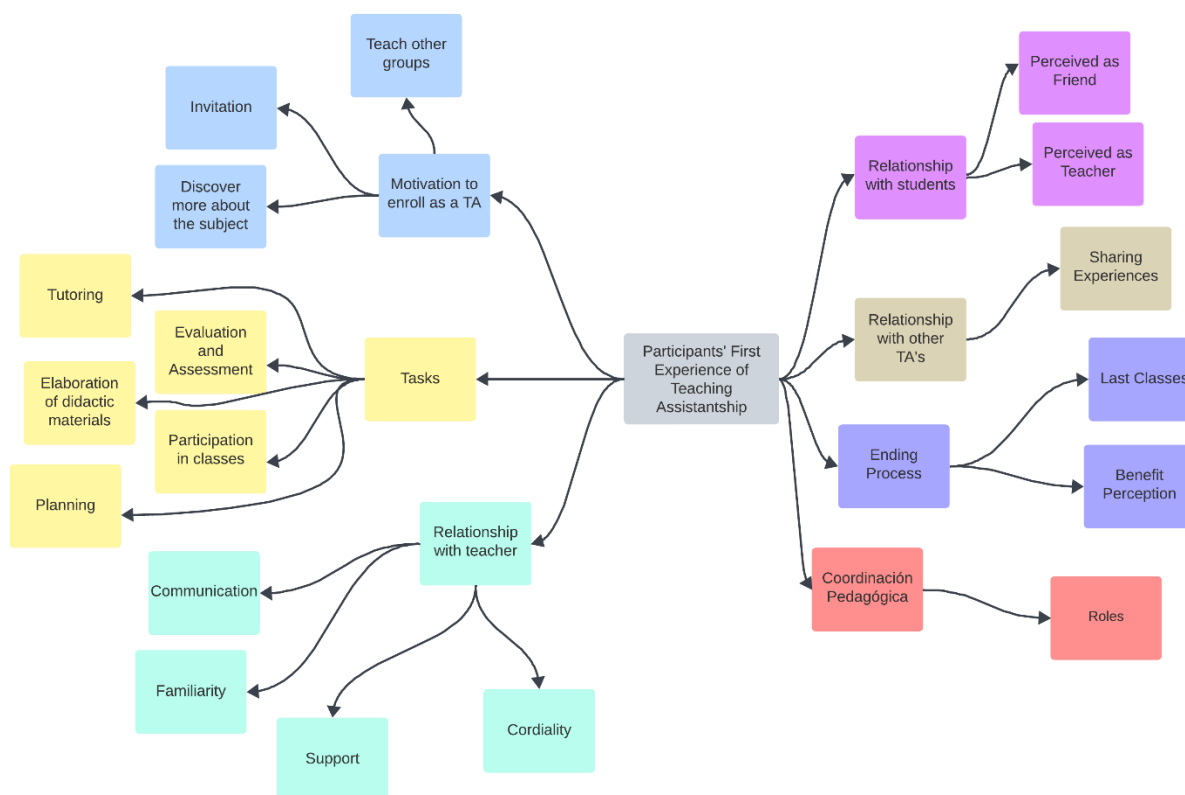 Teach other
groups
Invitation
Discover
more about
the subject
Motivation to
enroll as a TA
Tutoring
Evaluation
and
Assessment
Elaboration
of didactic
materials
Participation
in classes
Planning
Tasks
Relationship
with teacher
Communication
Familiarity
Support
Cordiality
Participants' First
Experience of
Teaching
Assistantship
Relationship
with students
Perceived as
Friend
Perceived as
Teacher
Relationship
with other
TA's
Sharing
Experiences
Ending
Process
Last Classes
Benefit
Perception
Coordinación
Pedagógica
Roles